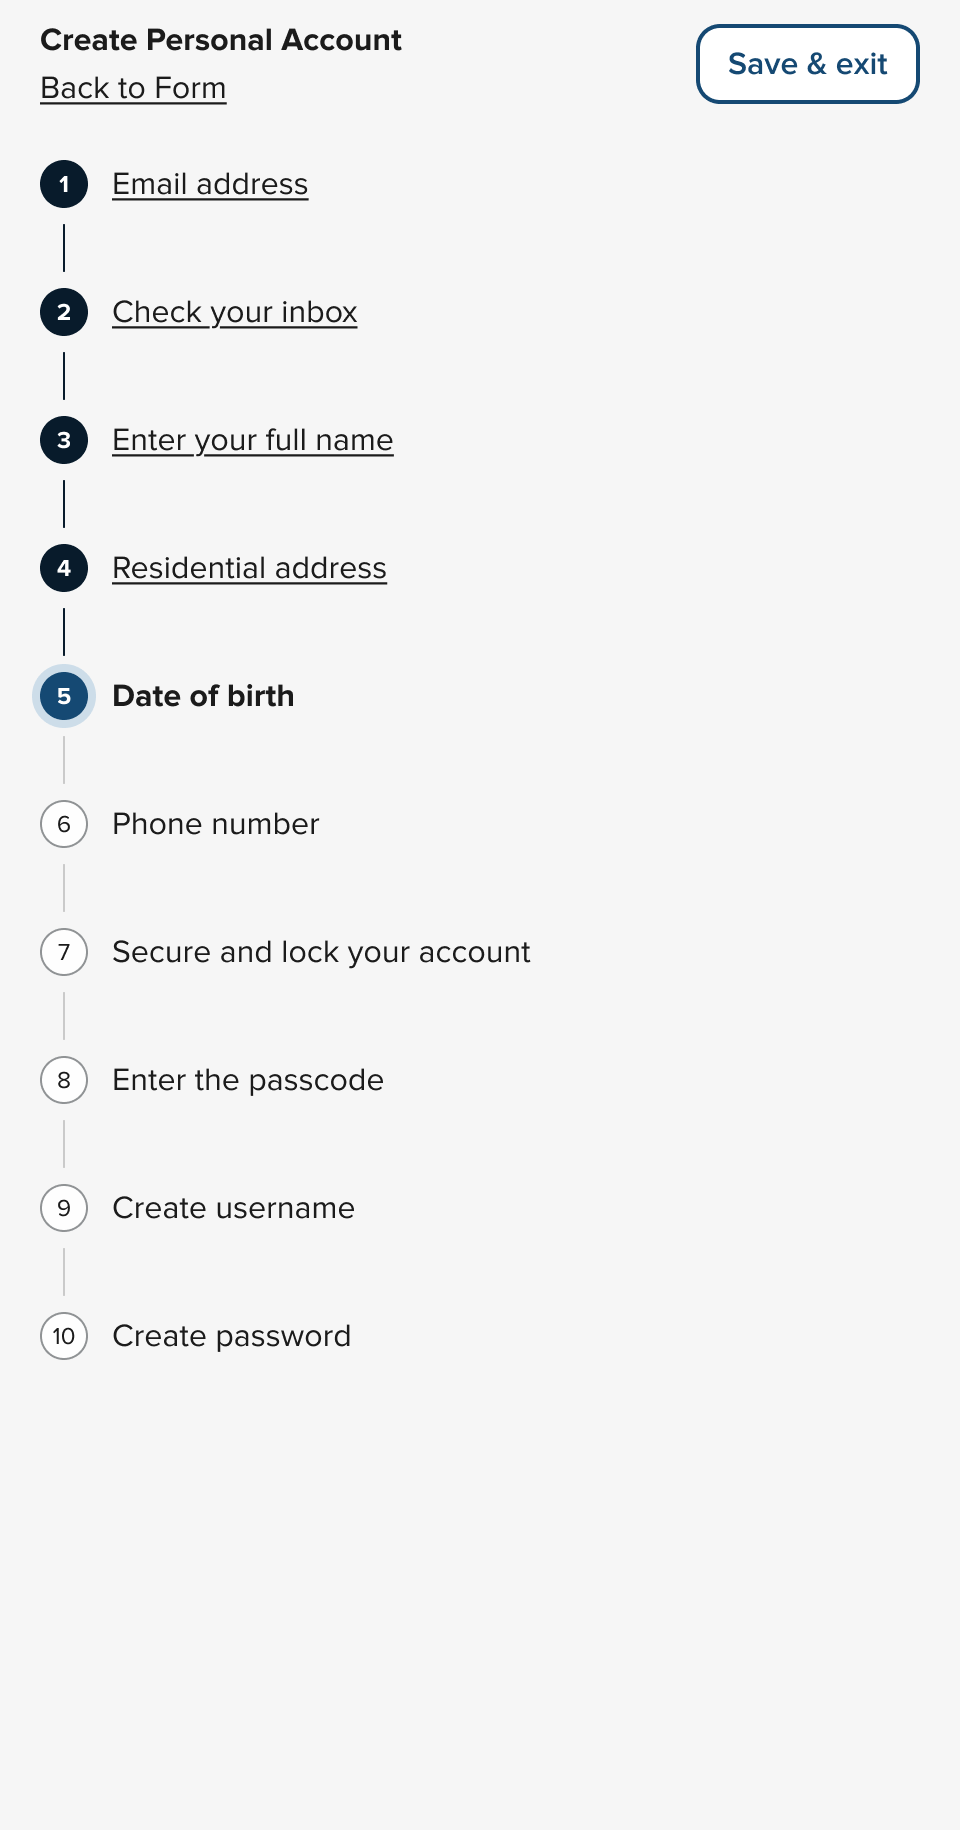 Create Personal Account
Back to Form
Save & exit
1 Email address
2 Check your inbox
3 Enter your full name
4 Residential address
5 Date of birth
6 Phone number
7 Secure and lock your account
8 Enter the passcode
9 Create username
10 Create password